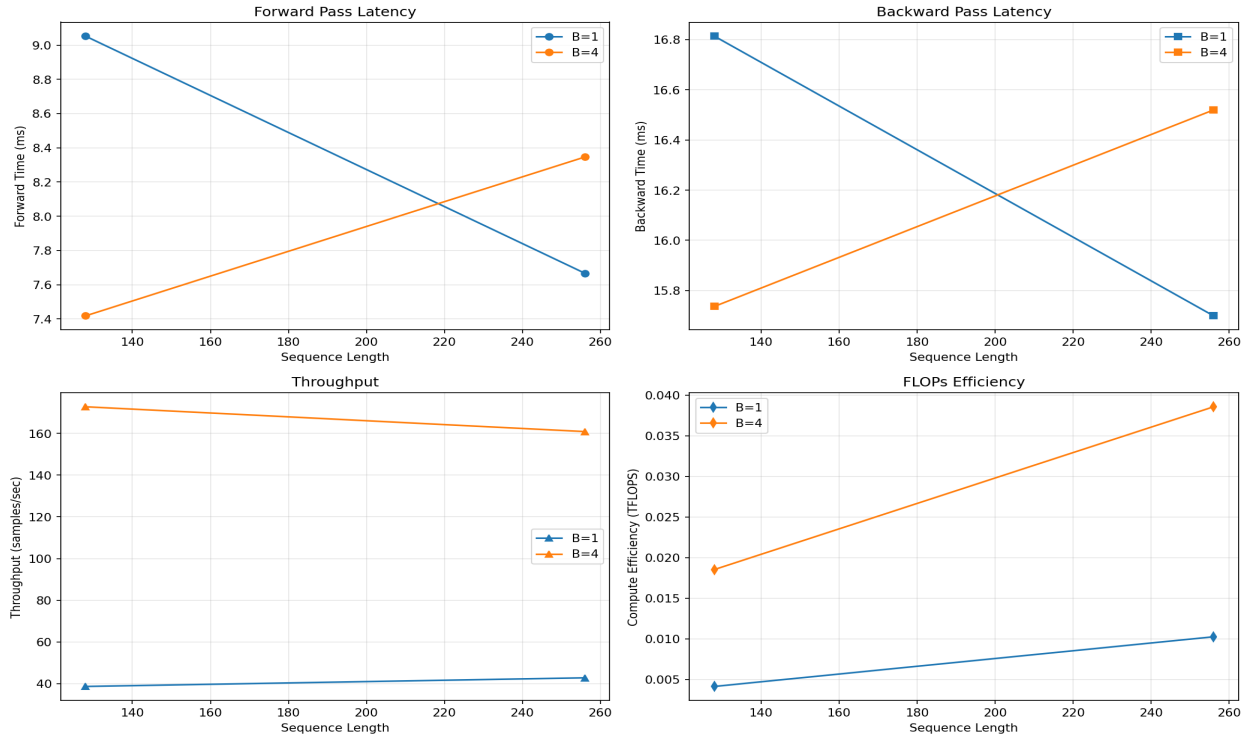 Forward Pass Latency
Forward Time (ms)
9.0
8.8
8.6
8.4
8.2
8.0
7.8
7.6
7.4
B=1
B=4
140 160 180 200 220 240 260
Sequence Length
Backward Pass Latency
Backward Time (ms)
16.8
16.6
16.4
16.2
16.0
15.8
B=1
B=4
140 160 180 200 220 240 260
Sequence Length
Throughput
Throughput (samples/sec)
160
140
120
100
80
60
40
B=1
B=4
140 160 180 200 220 240 260
Sequence Length
FLOPs Efficiency
Compute Efficiency (TFLOPS)
0.040
0.035
0.030
0.025
0.020
0.015
0.010
0.005
B=1
B=4
140 160 180 200 220 240 260
Sequence Length